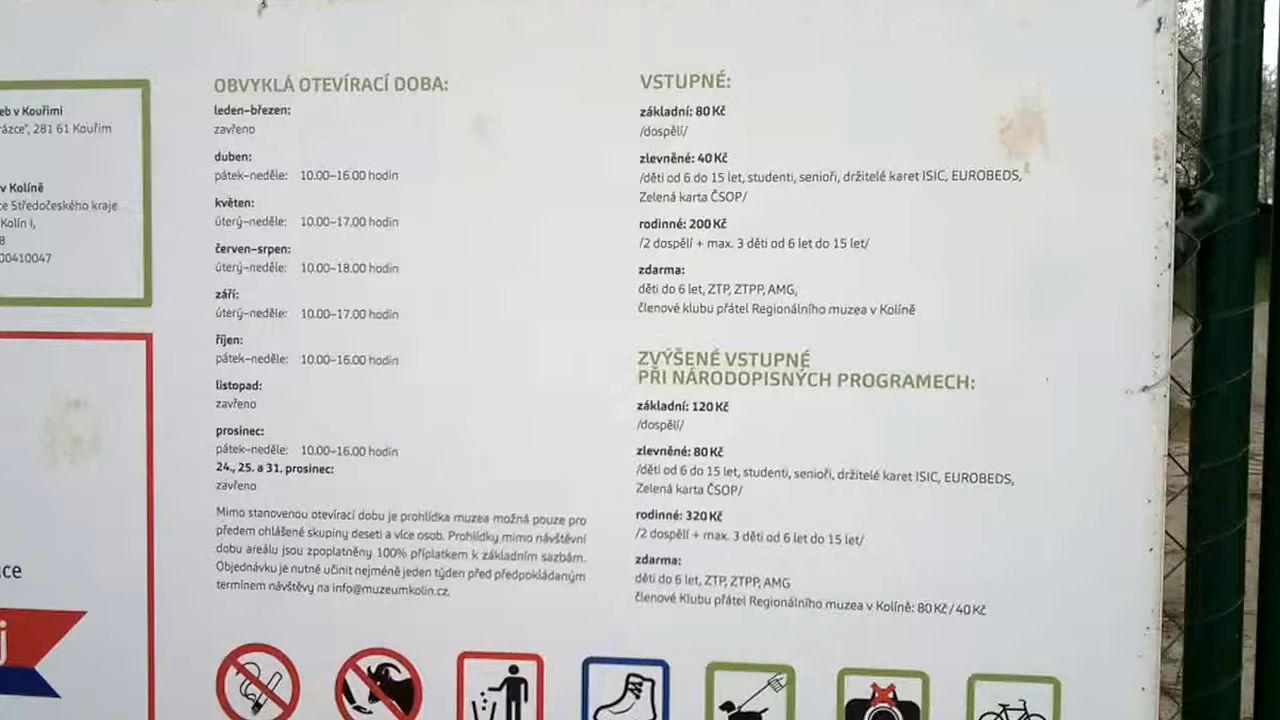 eb v Kouřimi
rázce", 281 61 Kouřim
v Kolíně
ce Středočeského kraje
Kolín I,
8
00410047
ce
j
OBVYKLÁ OTEVÍRACÍ DOBA:
leden–březen:
zavřeno
duben:
pátek–neděle: 10.00–16.00 hodin
květen:
úterý–neděle: 10.00–17.00 hodin
červen–srpen:
úterý–neděle: 10.00–18.00 hodin
září:
úterý–neděle: 10.00–17.00 hodin
říjen:
pátek–neděle: 10.00–16.00 hodin
listopad:
zavřeno
prosinec:
pátek–neděle: 10.00–16.00 hodin
24., 25. a 31. prosinec:
zavřeno
Mimo stanovenou otevírací dobu je prohlídka muzea možná pouze pro
předem ohlášené skupiny deseti a více osob. Prohlídky mimo návštěvní
dobu areálu jsou zpoplatněny 100% příplatkem k základním sazbám.
Objednávku je nutné učinit nejméně jeden týden před předpokládaným
termínem návštěvy na info@muzeumkolin.cz.
VSTUPNÉ:
základní: 80 Kč
/dospělí/
zlevněné: 40 Kč
/děti od 6 do 15 let, studenti, senioři, držitelé karet ISIC, EUROBEDS,
Zelená karta ČSOP/
rodinné: 200 Kč
/2 dospělí + max. 3 děti od 6 let do 15 let/
zdarma:
děti do 6 let, ZTP, ZTPP, AMG,
členové klubu přátel Regionálního muzea v Kolíně
ZVÝŠENÉ VSTUPNÉ
PŘI NÁRODOPISNÝCH PROGRAMECH:
základní: 120 Kč
/dospělí/
zlevněné: 80 Kč
/děti od 6 do 15 let, studenti, senioři, držitelé karet ISIC, EUROBEDS,
Zelená karta ČSOP/
rodinné: 320 Kč
/2 dospělí + max. 3 děti od 6 let do 15 let/
zdarma:
děti do 6 let, ZTP, ZTPP, AMG
členové Klubu přátel Regionálního muzea v Kolíně: 80 Kč / 40 Kč